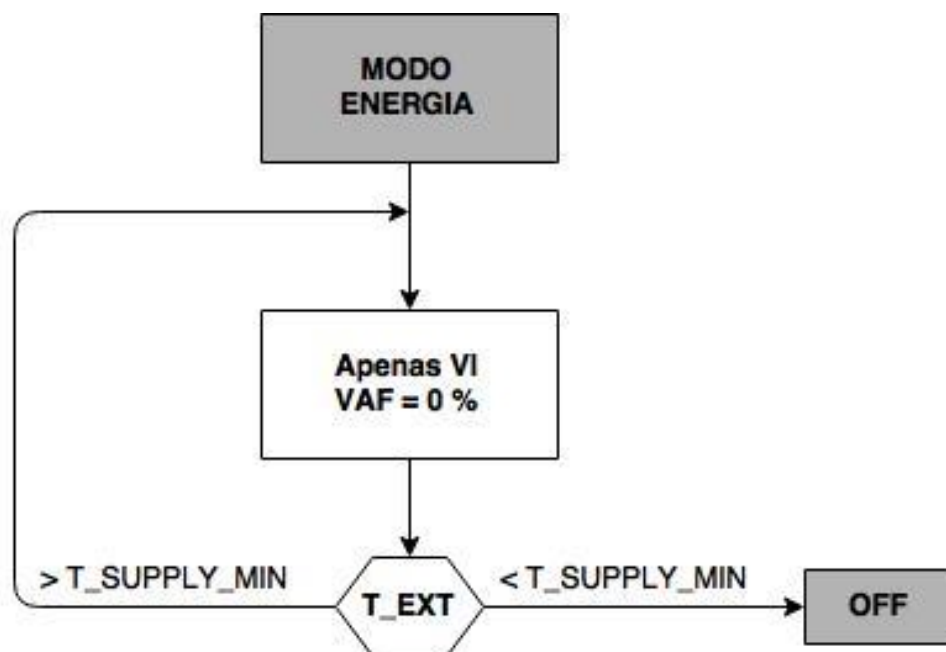 MODO
ENERGIA
Apenas VI
VAF = 0 %
> T_SUPPLY_MIN
T_EXT
< T_SUPPLY_MIN
OFF